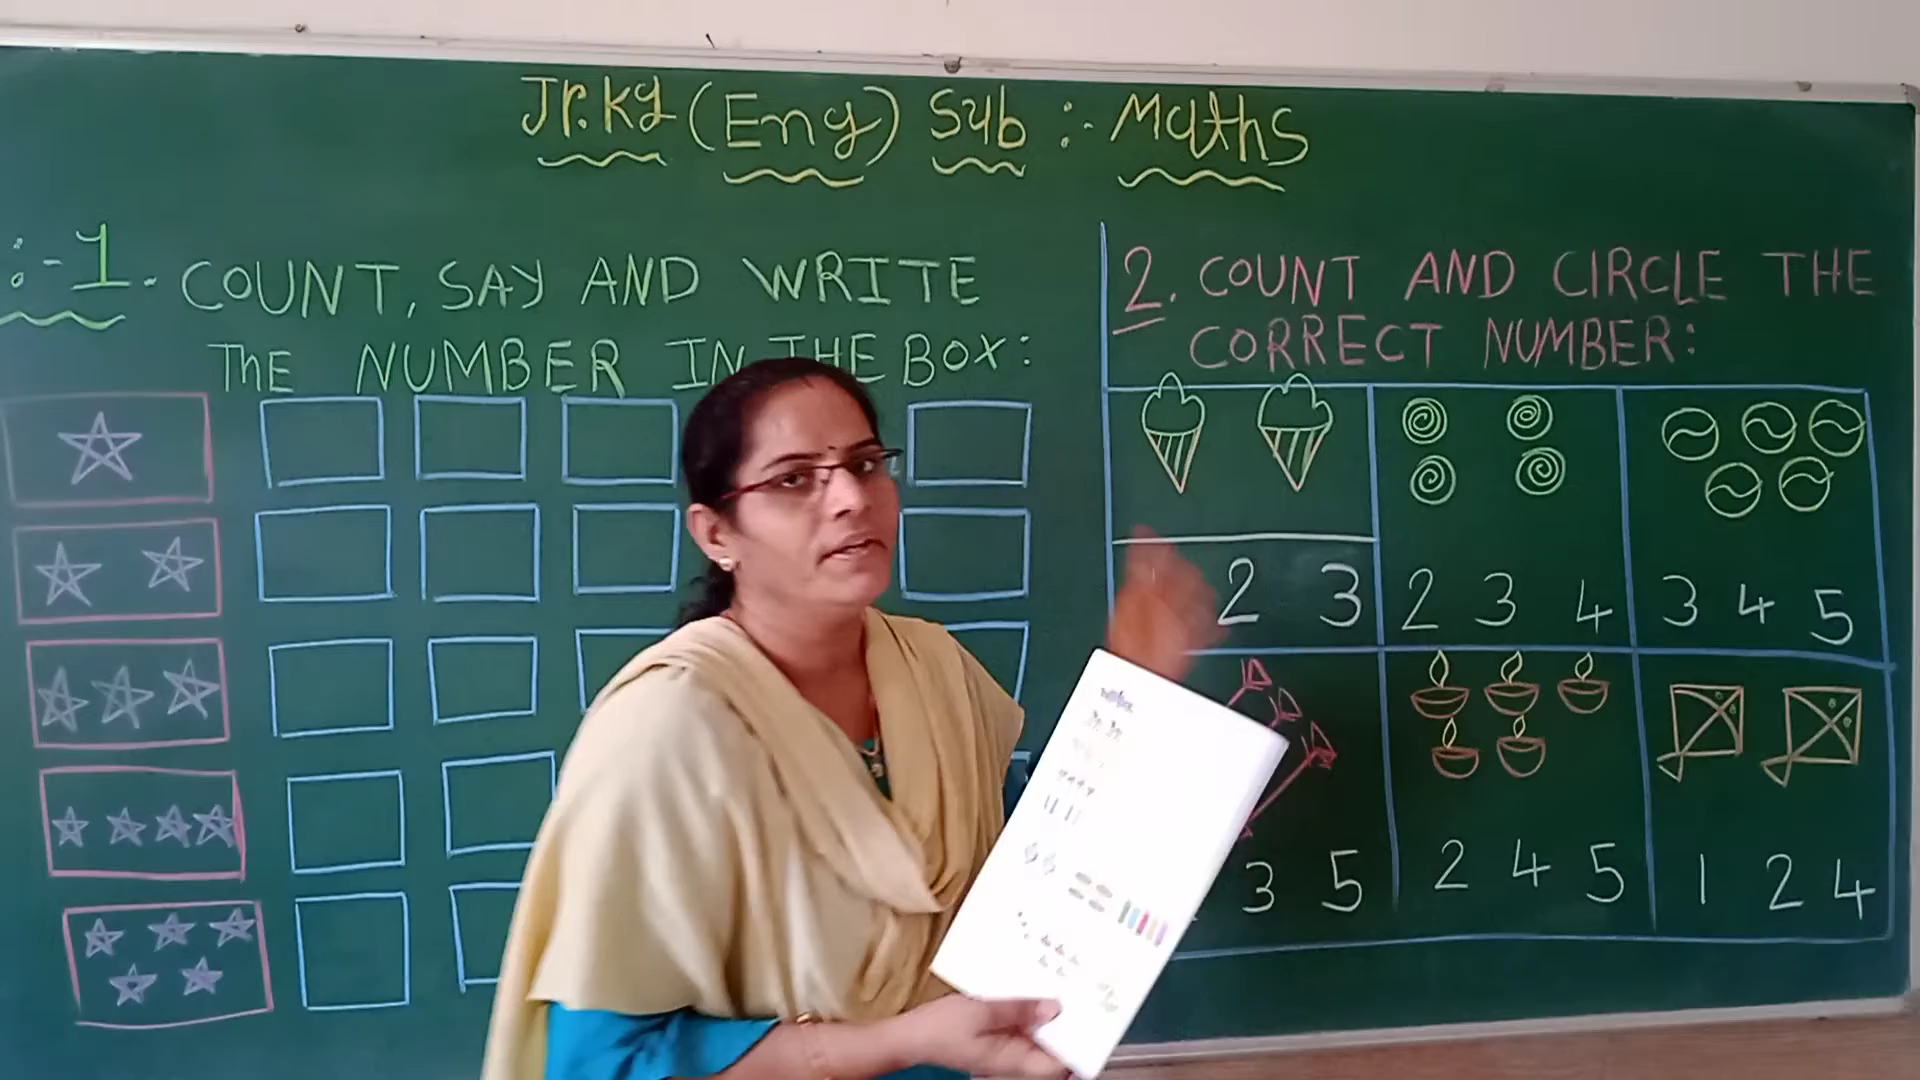 Jr.Kg (Eng) Sub :- Maths
:-1. COUNT, SAY AND WRITE
THE NUMBER IN THE BOX:
2. COUNT AND CIRCLE THE
CORRECT NUMBER:
2 3
2 3 4
3 4 5
3 5
2 4 5
1 2 4